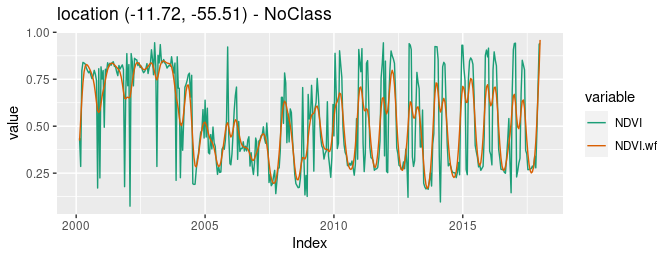 location (-11.72, -55.51) - NoClass
1.00
0.75
0.50
0.25
value
2000
2005
2010
2015
Index
variable
NDVI
NDVI.wf